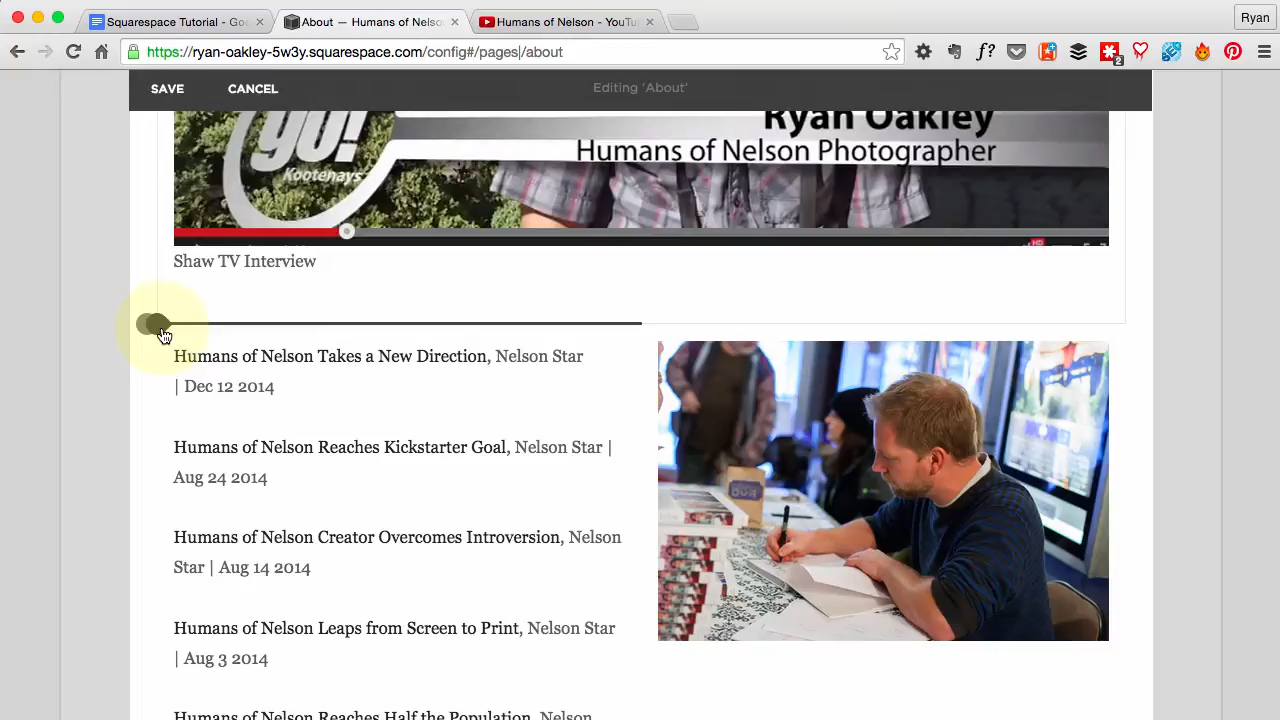 Squarespace Tutorial - Goo
About — Humans of Nelso
Humans of Nelson - YouTu
Ryan
https://ryan-oakley-5w3y.squarespace.com/config#/pages|/about
f?
2
SAVE
CANCEL
Editing 'About'
go!
Kootenays
Ryan Oakley
Humans of Nelson Photographer
HD
Shaw TV Interview
Humans of Nelson Takes a New Direction, Nelson Star
| Dec 12 2014
Humans of Nelson Reaches Kickstarter Goal, Nelson Star |
Aug 24 2014
Humans of Nelson Creator Overcomes Introversion, Nelson
Star | Aug 14 2014
Humans of Nelson Leaps from Screen to Print, Nelson Star
| Aug 3 2014
Humans of Nelson Reaches Half the Population, Nelson